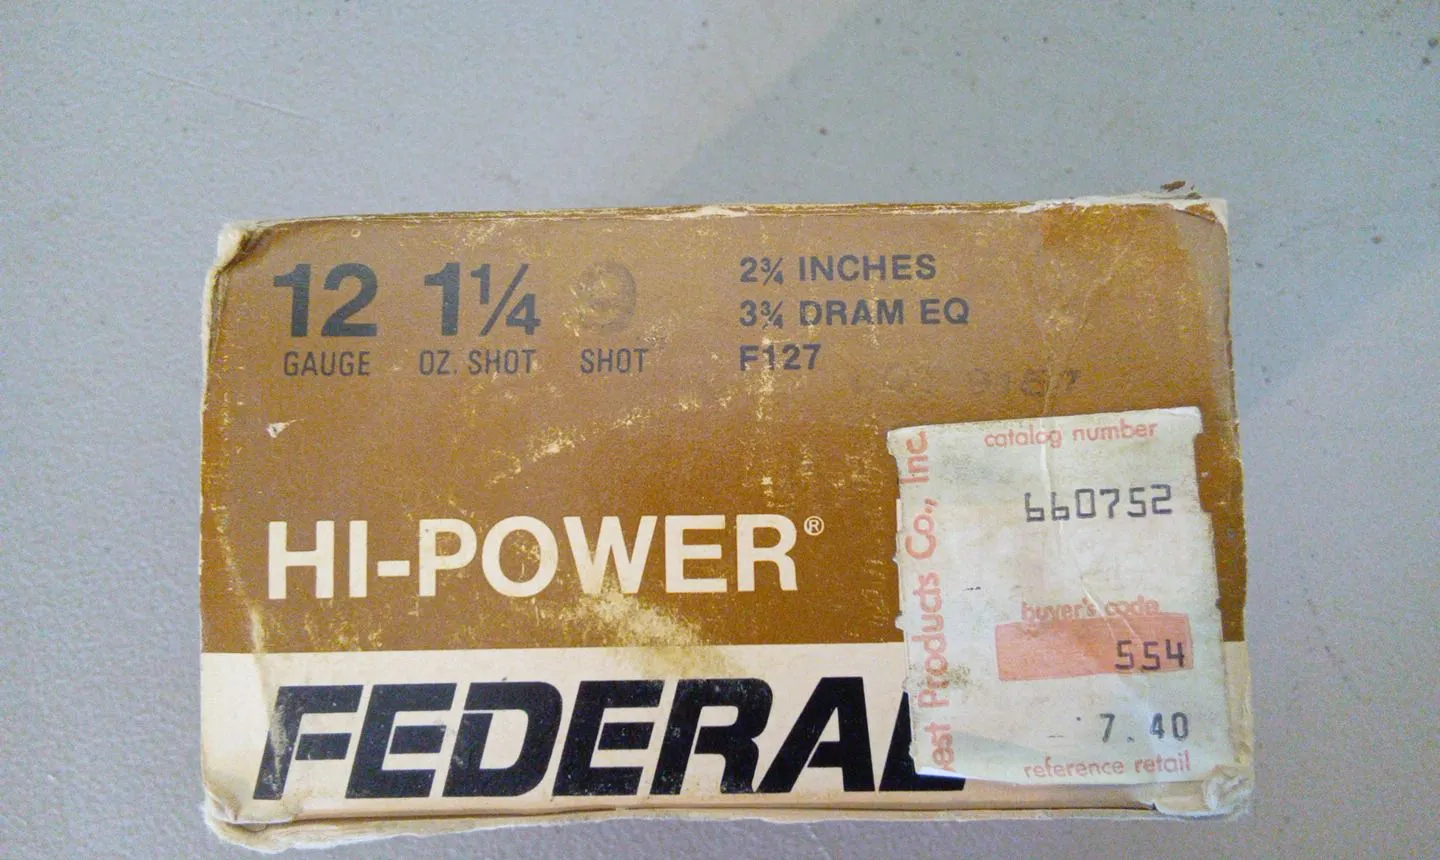 12 1¼ 9
GAUGE OZ. SHOT SHOT
2¾ INCHES
3¾ DRAM EQ
F127
HI-POWER®
FEDERAL
est Products Co., Inc.
catalog number
660752
buyer's code
554
7.40
reference retail